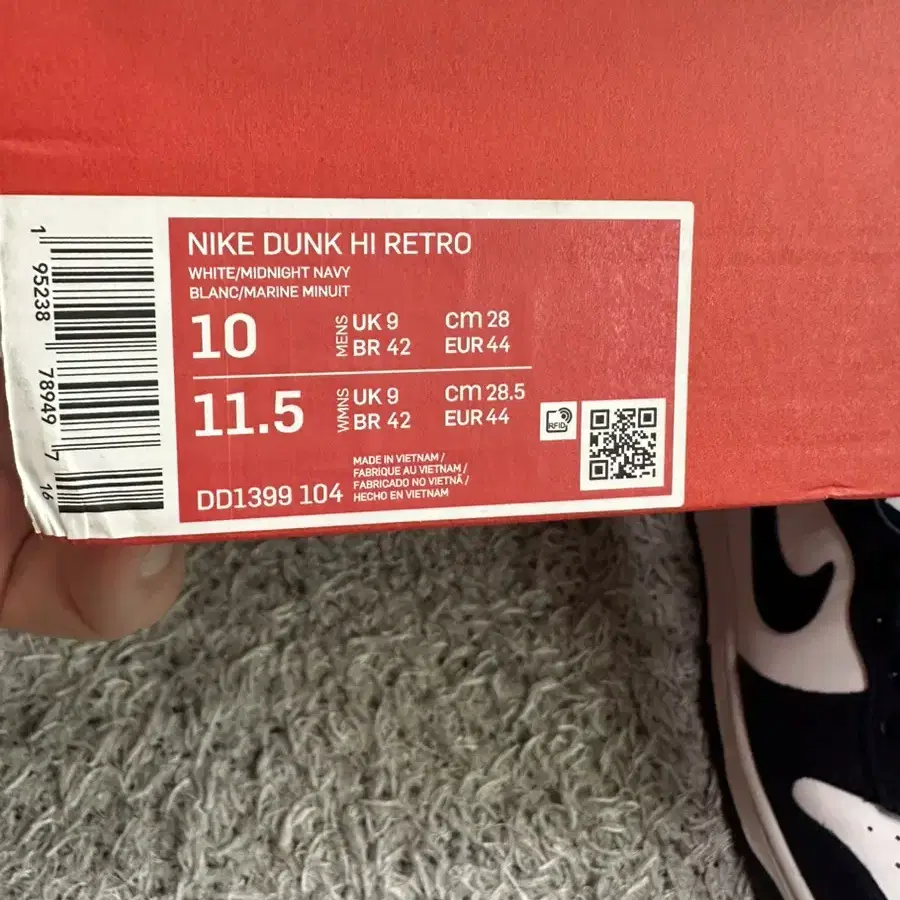 NIKE DUNK HI RETRO
WHITE/MIDNIGHT NAVY
BLANC/MARINE MINUIT
10 MENS UK 9 cm 28
BR 42 EUR 44
11.5 WMNS UK 9 cm 28.5
BR 42 EUR 44
RFID
MADE IN VIETNAM /
FABRIQUE AU VIETNAM /
FABRICADO NO VIETNÃ /
HECHO EN VIETNAM
DD1399 104
1 95238 78949 7 16